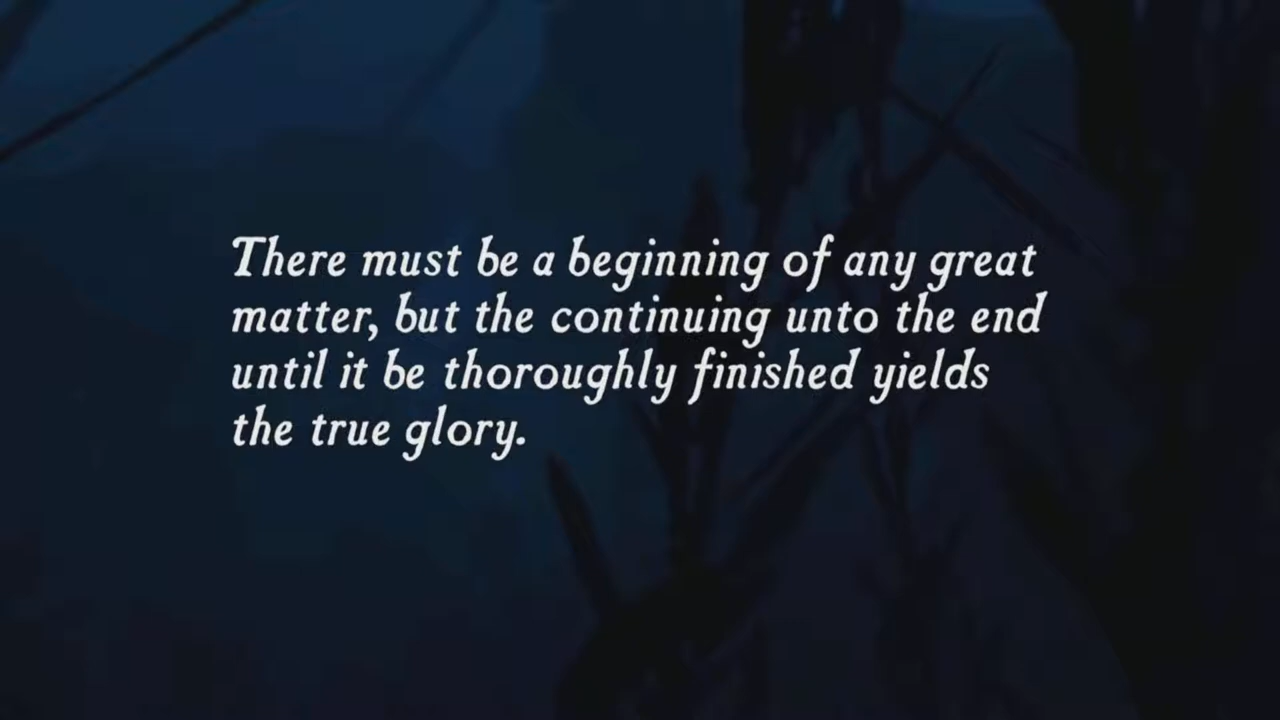 There must be a beginning of any great
matter, but the continuing unto the end
until it be thoroughly finished yields
the true glory.